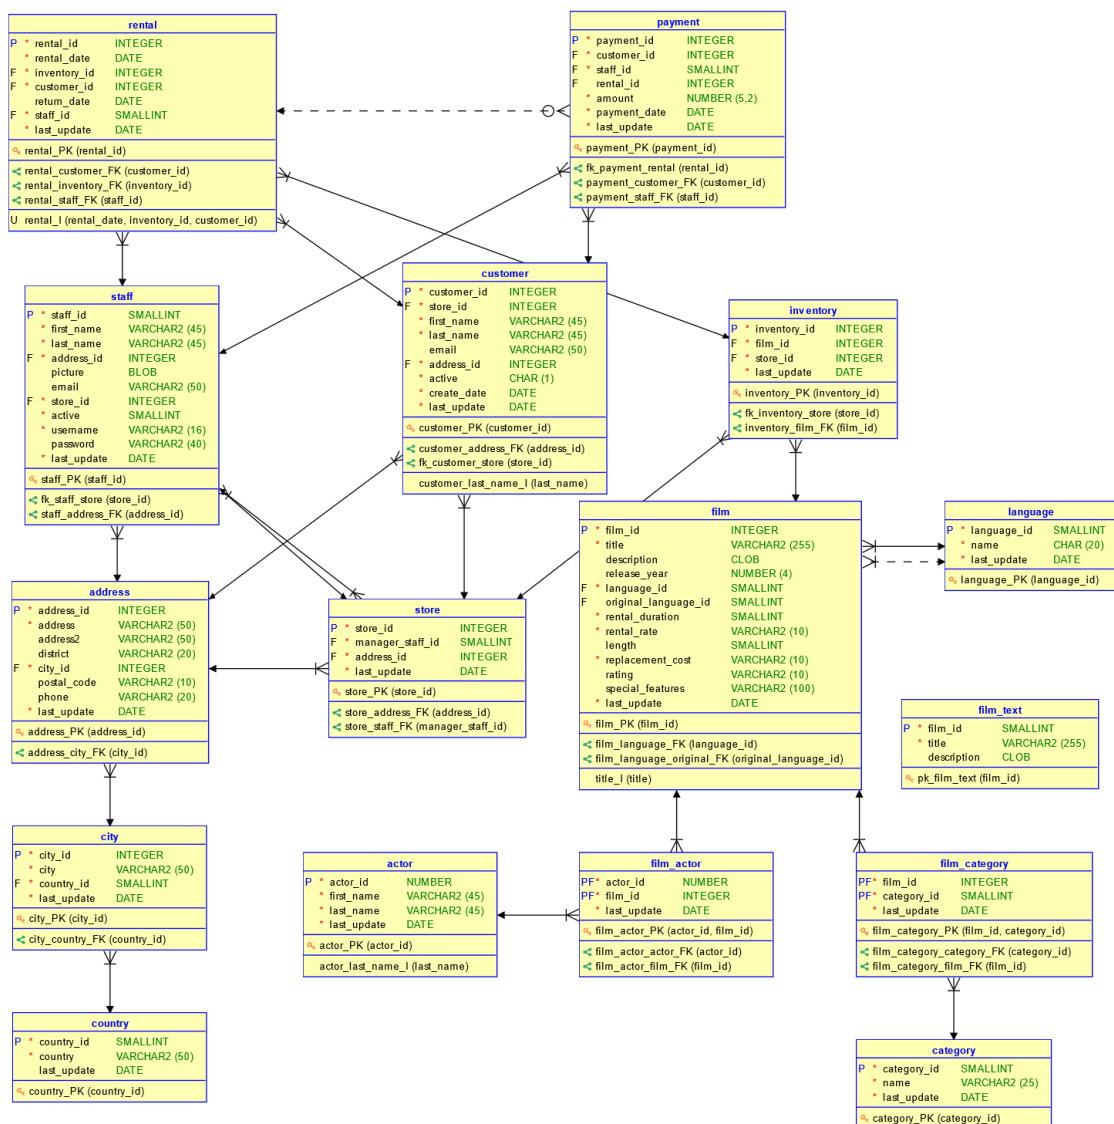 rental
P * rental_id INTEGER
* rental_date DATE
F * inventory_id INTEGER
F * customer_id INTEGER
return_date DATE
F * staff_id SMALLINT
* last_update DATE
rental_PK (rental_id)
rental_customer_FK (customer_id)
rental_inventory_FK (inventory_id)
rental_staff_FK (staff_id)
U rental_I (rental_date, inventory_id, customer_id)
payment
P * payment_id INTEGER
F * customer_id INTEGER
F * staff_id SMALLINT
F rental_id INTEGER
* amount NUMBER (5,2)
* payment_date DATE
* last_update DATE
payment_PK (payment_id)
fk_payment_rental (rental_id)
payment_customer_FK (customer_id)
payment_staff_FK (staff_id)
staff
P * staff_id SMALLINT
* first_name VARCHAR2 (45)
* last_name VARCHAR2 (45)
F * address_id INTEGER
picture BLOB
email VARCHAR2 (50)
F * store_id INTEGER
* active SMALLINT
* username VARCHAR2 (16)
password VARCHAR2 (40)
* last_update DATE
staff_PK (staff_id)
fk_staff_store (store_id)
staff_address_FK (address_id)
customer
P * customer_id INTEGER
F * store_id INTEGER
* first_name VARCHAR2 (45)
* last_name VARCHAR2 (45)
email VARCHAR2 (50)
F * address_id INTEGER
* active CHAR (1)
* create_date DATE
* last_update DATE
customer_PK (customer_id)
customer_address_FK (address_id)
fk_customer_store (store_id)
customer_last_name_I (last_name)
inventory
P * inventory_id INTEGER
F * film_id INTEGER
F * store_id INTEGER
* last_update DATE
inventory_PK (inventory_id)
fk_inventory_store (store_id)
inventory_film_FK (film_id)
film
P * film_id INTEGER
* title VARCHAR2 (255)
description CLOB
release_year NUMBER (4)
F * language_id SMALLINT
F original_language_id SMALLINT
* rental_duration SMALLINT
* rental_rate VARCHAR2 (10)
length SMALLINT
* replacement_cost VARCHAR2 (10)
rating VARCHAR2 (10)
special_features VARCHAR2 (100)
* last_update DATE
film_PK (film_id)
film_language_FK (language_id)
film_language_original_FK (original_language_id)
title_I (title)
language
P * language_id SMALLINT
* name CHAR (20)
* last_update DATE
language_PK (language_id)
address
P * address_id INTEGER
* address VARCHAR2 (50)
address2 VARCHAR2 (50)
district VARCHAR2 (20)
F * city_id INTEGER
postal_code VARCHAR2 (10)
phone VARCHAR2 (20)
* last_update DATE
address_PK (address_id)
address_city_FK (city_id)
store
P * store_id INTEGER
F * manager_staff_id SMALLINT
F * address_id INTEGER
* last_update DATE
store_PK (store_id)
store_address_FK (address_id)
store_staff_FK (manager_staff_id)
film_text
P * film_id SMALLINT
* title VARCHAR2 (255)
description CLOB
pk_film_text (film_id)
city
P * city_id INTEGER
* city VARCHAR2 (50)
F * country_id SMALLINT
* last_update DATE
city_PK (city_id)
city_country_FK (country_id)
actor
P * actor_id NUMBER
* first_name VARCHAR2 (45)
* last_name VARCHAR2 (45)
* last_update DATE
actor_PK (actor_id)
actor_last_name_I (last_name)
film_actor
PF* actor_id NUMBER
PF* film_id INTEGER
* last_update DATE
film_actor_PK (actor_id, film_id)
film_actor_actor_FK (actor_id)
film_actor_film_FK (film_id)
film_category
PF* film_id INTEGER
PF* category_id SMALLINT
* last_update DATE
film_category_PK (film_id, category_id)
film_category_category_FK (category_id)
film_category_film_FK (film_id)
country
P * country_id SMALLINT
* country VARCHAR2 (50)
last_update DATE
country_PK (country_id)
category
P * category_id SMALLINT
* name VARCHAR2 (25)
* last_update DATE
category_PK (category_id)